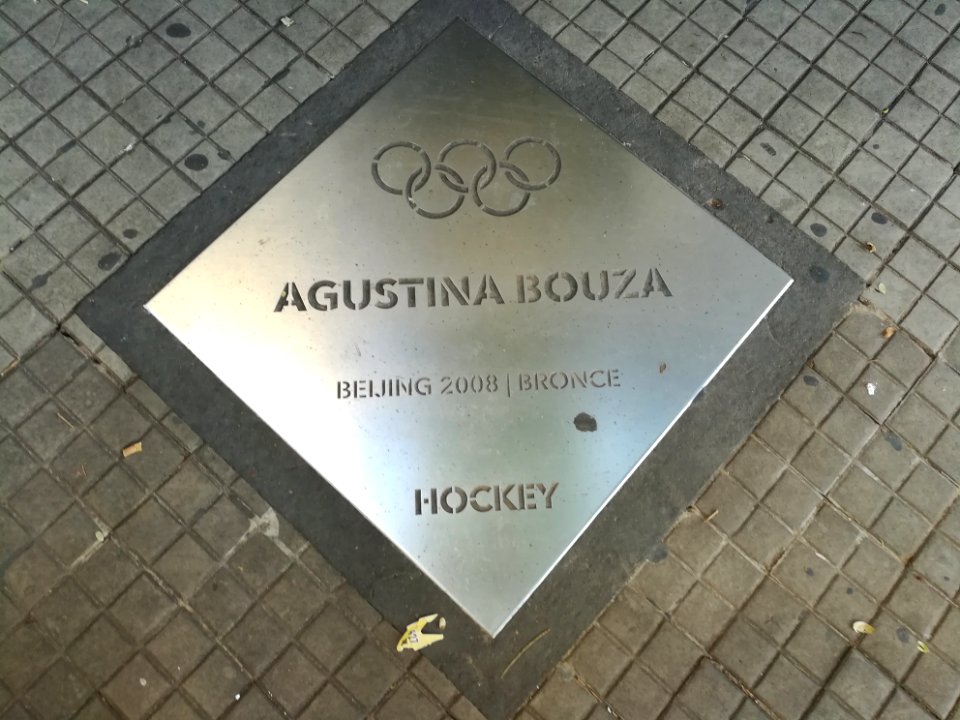 AGUSTINA BOUZA
BEIJING 2008 | BRONCE
HOCKEY